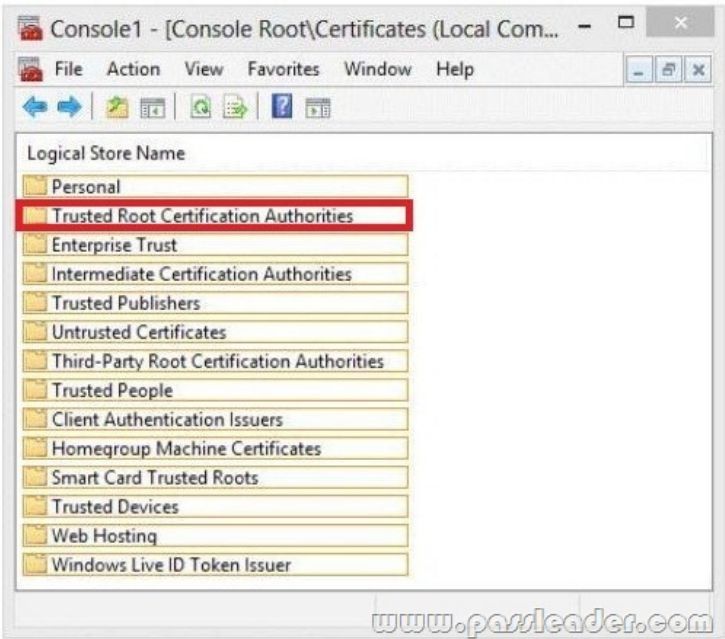 Console1 - [Console Root\Certificates (Local Com...
File Action View Favorites Window Help
Logical Store Name
Personal
Trusted Root Certification Authorities
Enterprise Trust
Intermediate Certification Authorities
Trusted Publishers
Untrusted Certificates
Third-Party Root Certification Authorities
Trusted People
Client Authentication Issuers
Homegroup Machine Certificates
Smart Card Trusted Roots
Trusted Devices
Web Hosting
Windows Live ID Token Issuer
www.passleader.com